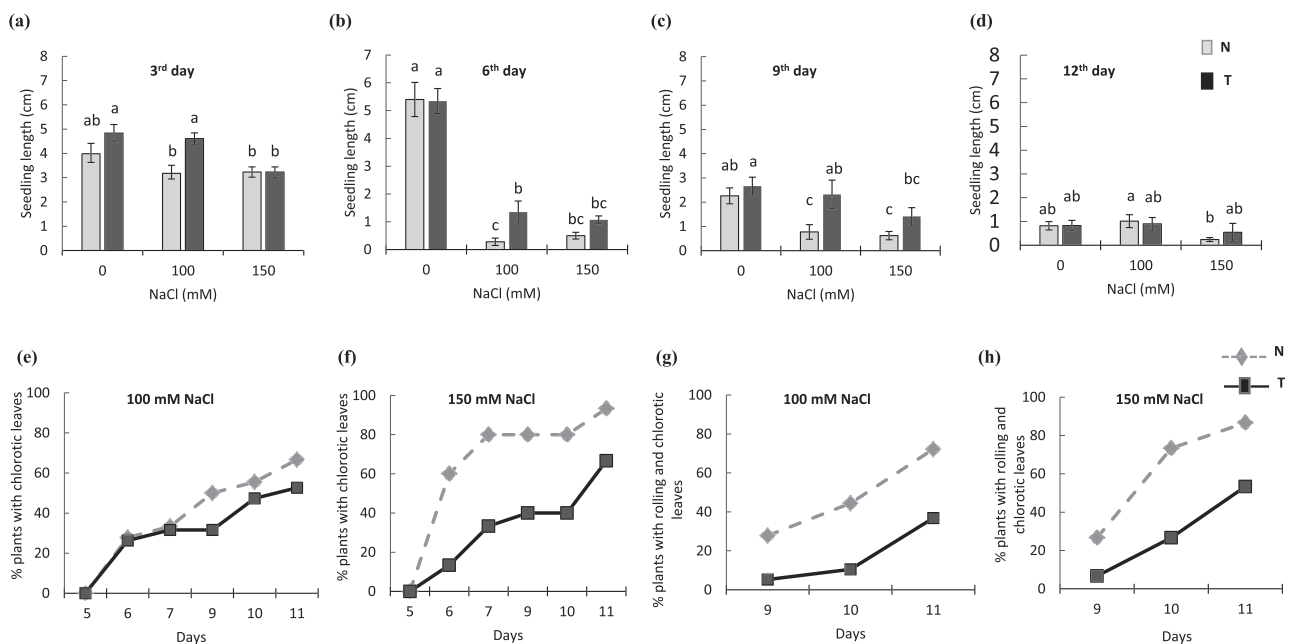 (a)
3rd day
Seedling length (cm)
8
7
6
5
4
3
2
1
0
ab
a
b
b
b
b
0
100
150
NaCl (mM)
(b)
6th day
Seedling length (cm)
7
6
5
4
3
2
1
0
a
a
c
b
bc
bc
0
100
150
NaCl (mM)
(c)
9th day
Seedling length (cm)
8
7
6
5
4
3
2
1
0
ab
a
c
ab
c
bc
0
100
150
NaCl (mM)
(d)
12th day
N
T
Seedling length (cm)
8
7
6
5
4
3
2
1
0
ab
ab
a
ab
b
ab
0
100
150
NaCl (mM)
(e)
100 mM NaCl
% plants with chlorotic leaves
100
80
60
40
20
0
5
6
7
9
10
11
Days
(f)
150 mM NaCl
% plants with chlorotic leaves
100
80
60
40
20
0
5
6
7
9
10
11
Days
(g)
100 mM NaCl
% plants with rolling and chlorotic
leaves
100
80
60
40
20
0
9
10
11
Days
(h)
N
T
150 mM NaCl
% plants with rolling and
chlorotic leaves
100
80
60
40
20
0
9
10
11
Days